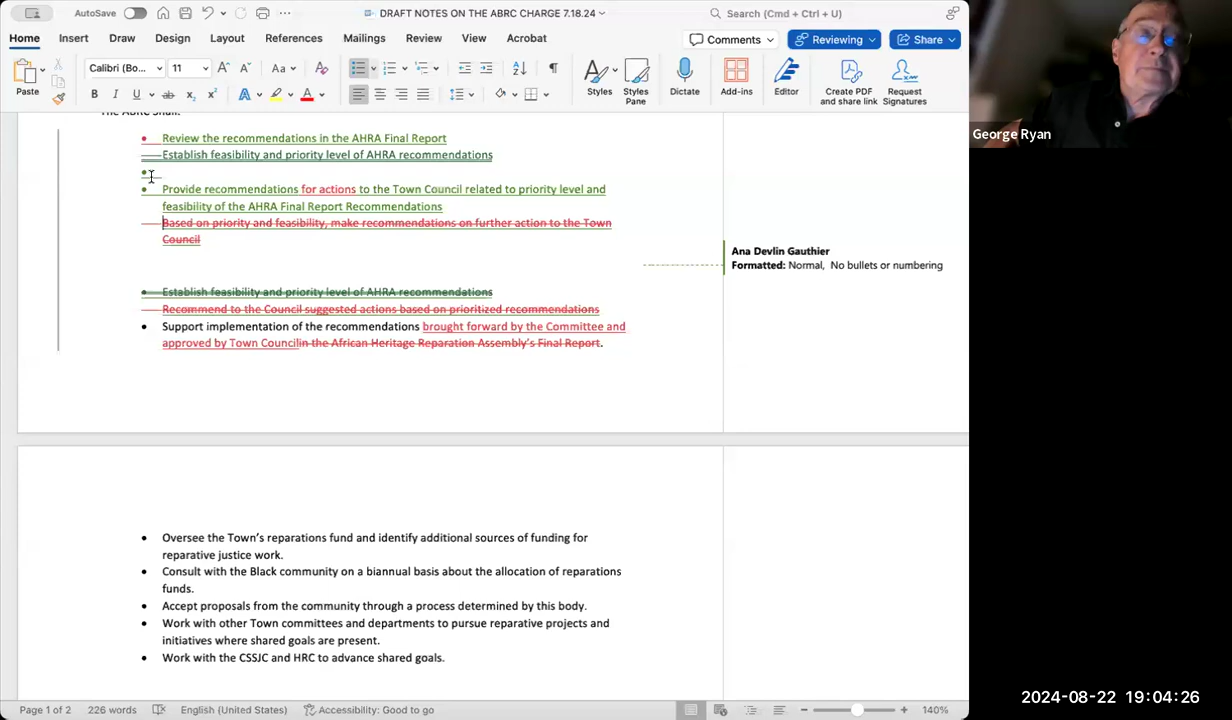 AutoSave
DRAFT NOTES ON THE ABRC CHARGE 7.18.24
Search (Cmd + Ctrl + U)
Home Insert Draw Design Layout References Mailings Review View Acrobat
Comments Reviewing Share
Calibri (Bo... 11
Paste
Styles
Styles Pane
Dictate
Add-ins
Editor
Create PDF and share link
Request Signatures
George Ryan
The ABRC Shall:
• Review the recommendations in the AHRA Final Report
Establish feasibility and priority level of AHRA recommendations
•
• Provide recommendations for actions to the Town Council related to priority level and
feasibility of the AHRA Final Report Recommendations
Based on priority and feasibility, make recommendations on further action to the Town
Council
Ana Devlin Gauthier
Formatted: Normal, No bullets or numbering
• Establish feasibility and priority level of AHRA recommendations
Recommend to the Council suggested actions based on prioritized recommendations
• Support implementation of the recommendations brought forward by the Committee and
approved by Town Councilin the African Heritage Reparation Assembly's Final Report.
• Oversee the Town's reparations fund and identify additional sources of funding for
reparative justice work.
• Consult with the Black community on a biannual basis about the allocation of reparations
funds.
• Accept proposals from the community through a process determined by this body.
• Work with other Town committees and departments to pursue reparative projects and
initiatives where shared goals are present.
• Work with the CSSJC and HRC to advance shared goals.
Page 1 of 2 226 words English (United States) Accessibility: Good to go 140%
2024-08-22 19:04:26